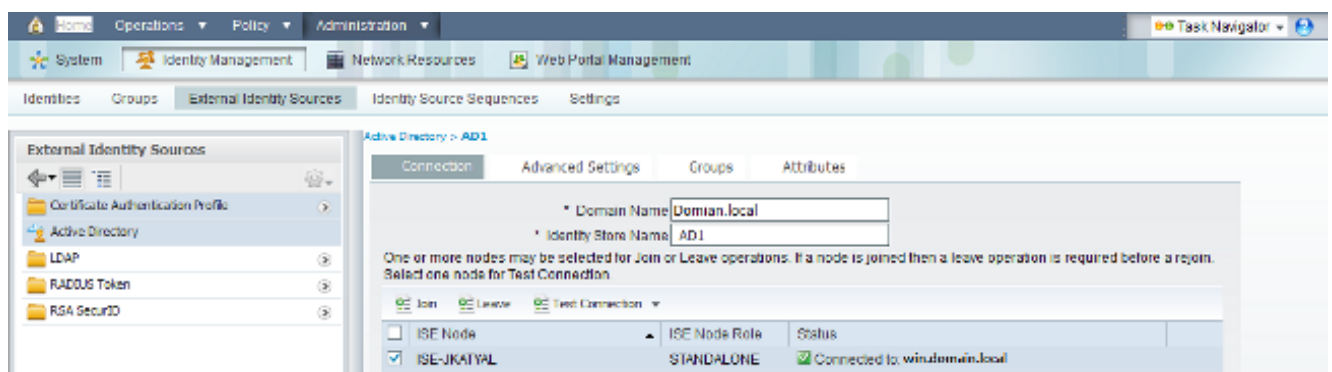 Home Operations Policy Administration Task Navigator
System Identity Management Network Resources Web Portal Management
Identities Groups External Identity Sources Identity Source Sequences Settings
External Identity Sources
Certificate Authentication Profile
Active Directory
LDAP
RADIUS Token
RSA SecurID
Active Directory > AD1
Connection Advanced Settings Groups Attributes
* Domain Name Domian.local
* Identity Store Name AD1
One or more nodes may be selected for Join or Leave operations. If a node is joined then a leave operation is required before a rejoin.
Select one node for Test Connection
Join Leave Test Connection
ISE Node ISE Node Role Status
ISE-JKATYAL STANDALONE Connected to: win.domain.local